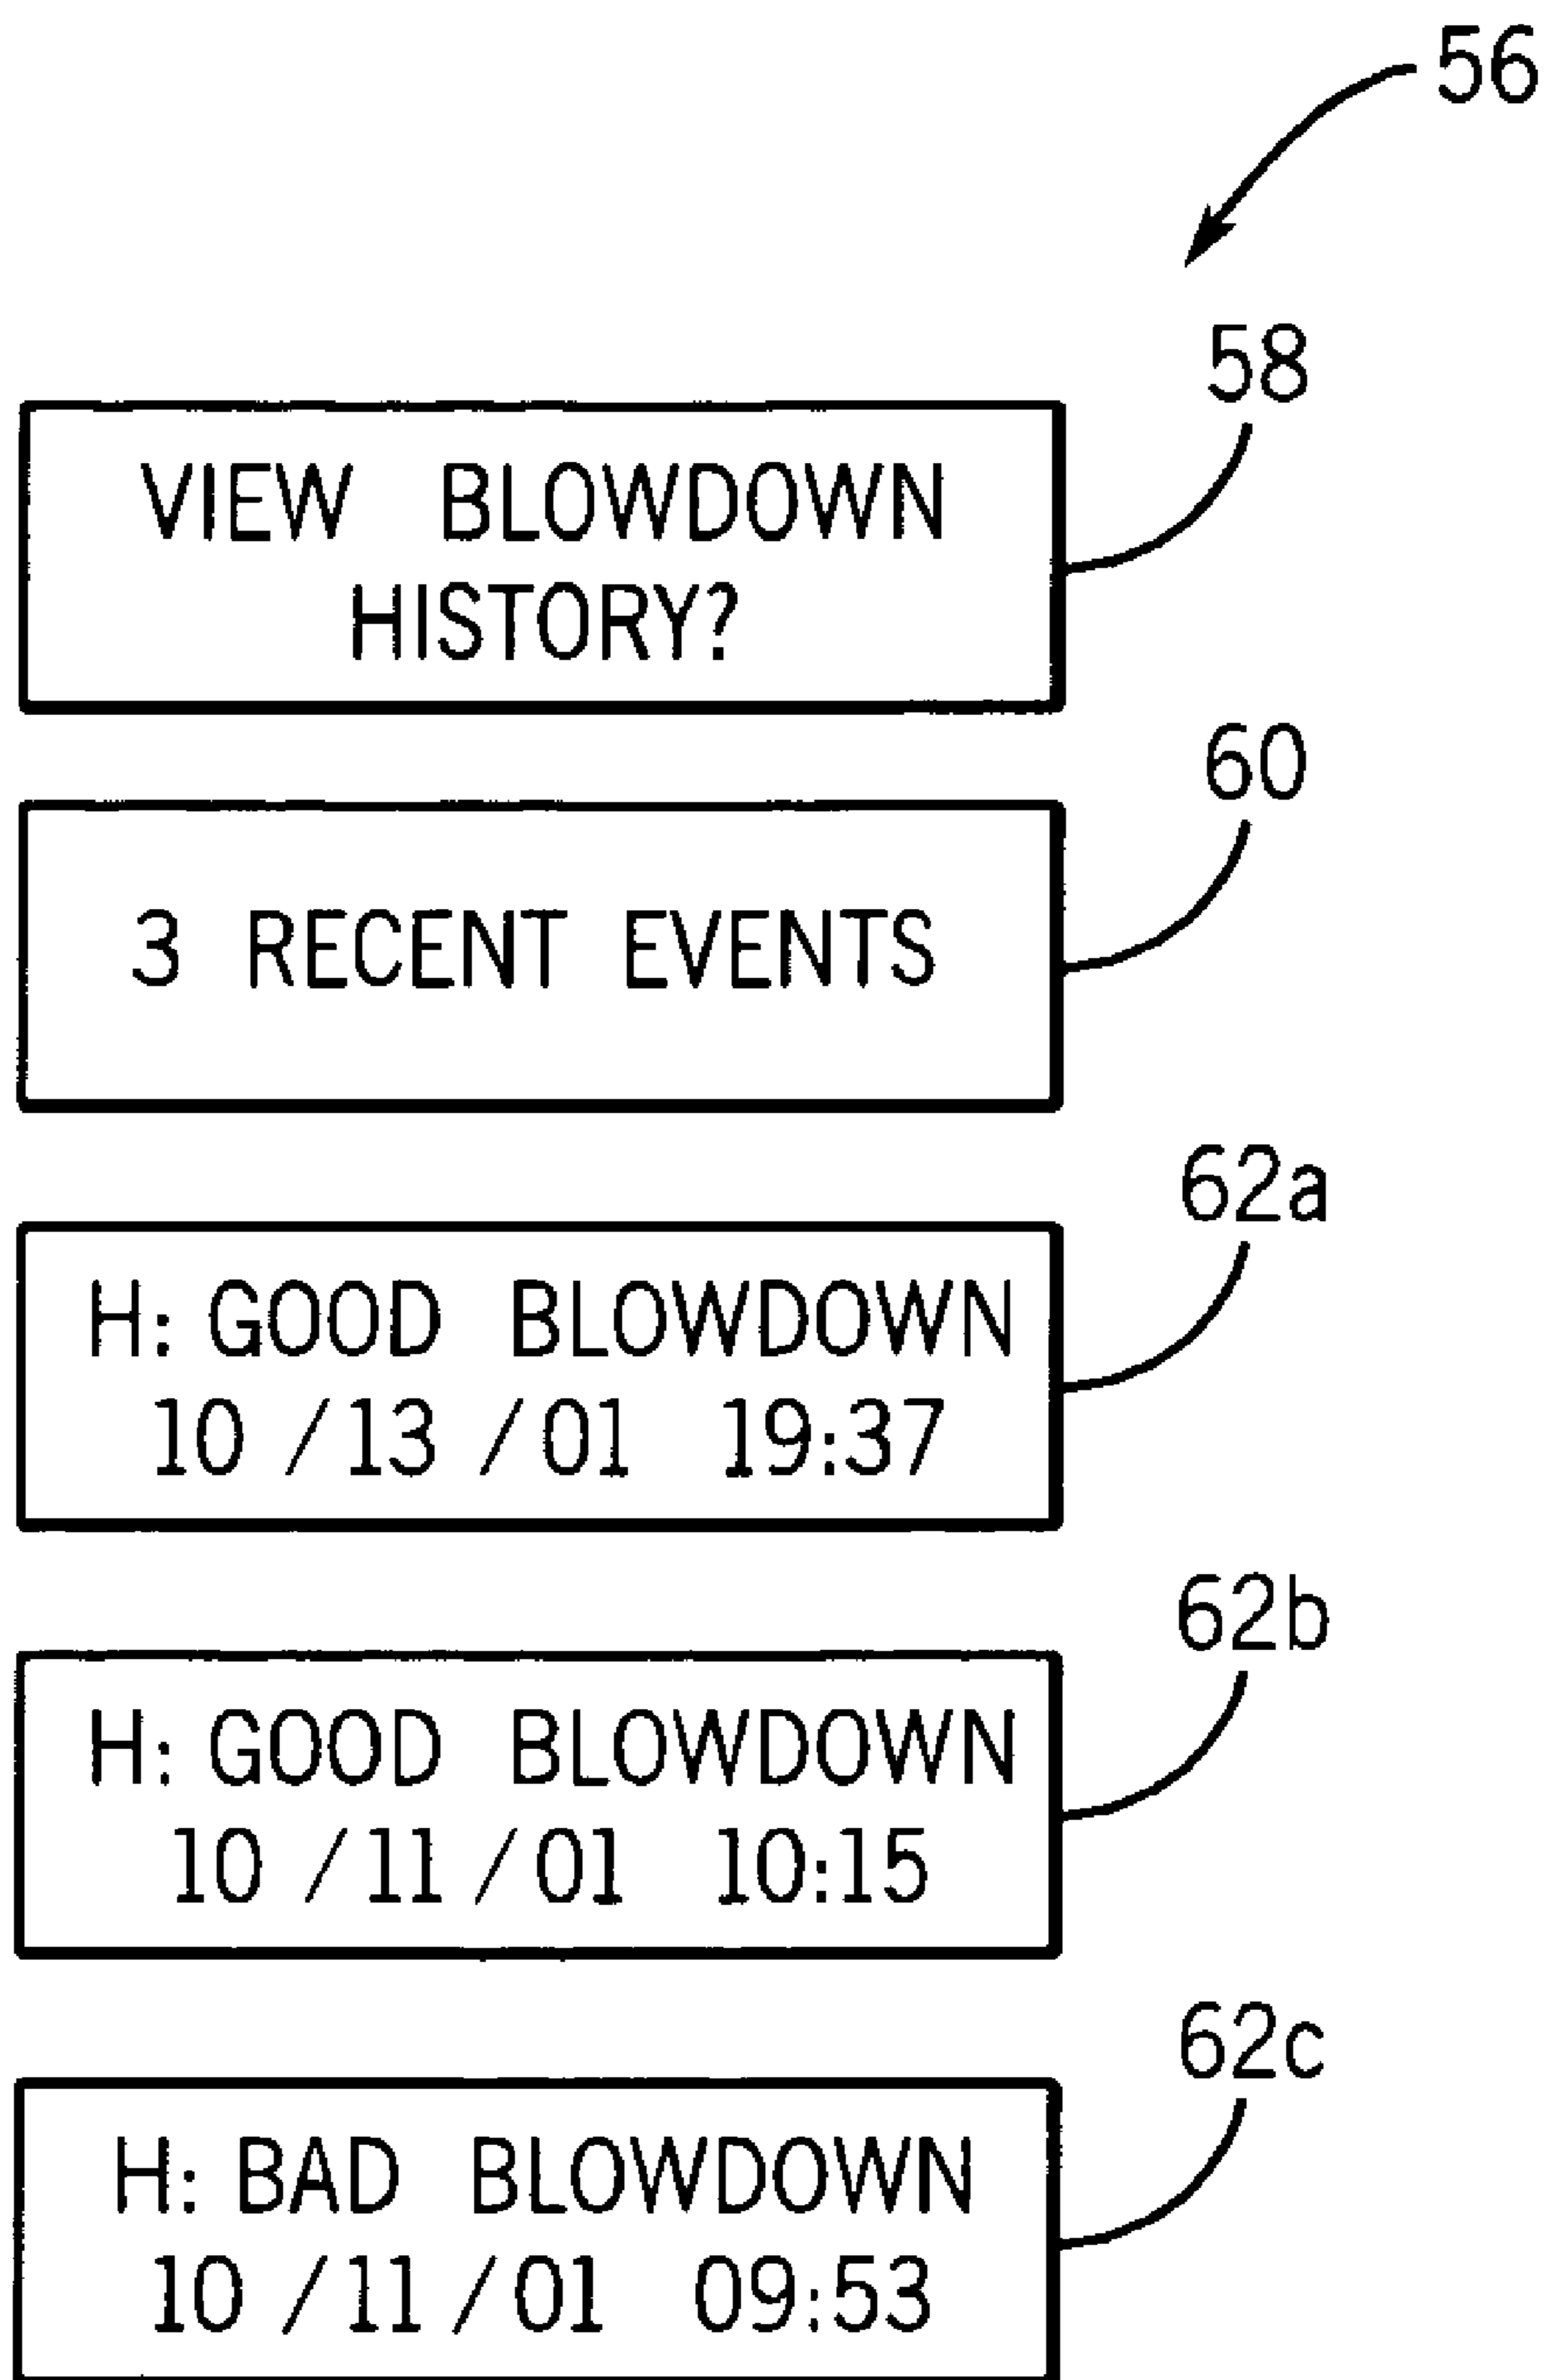 56
58
VIEW BLOWDOWN
HISTORY?
60
3 RECENT EVENTS
62a
H: GOOD BLOWDOWN
10 /13 /01 19:37
62b
H: GOOD BLOWDOWN
10 /11 /01 10:15
62c
H: BAD BLOWDOWN
10 /11 /01 09:53